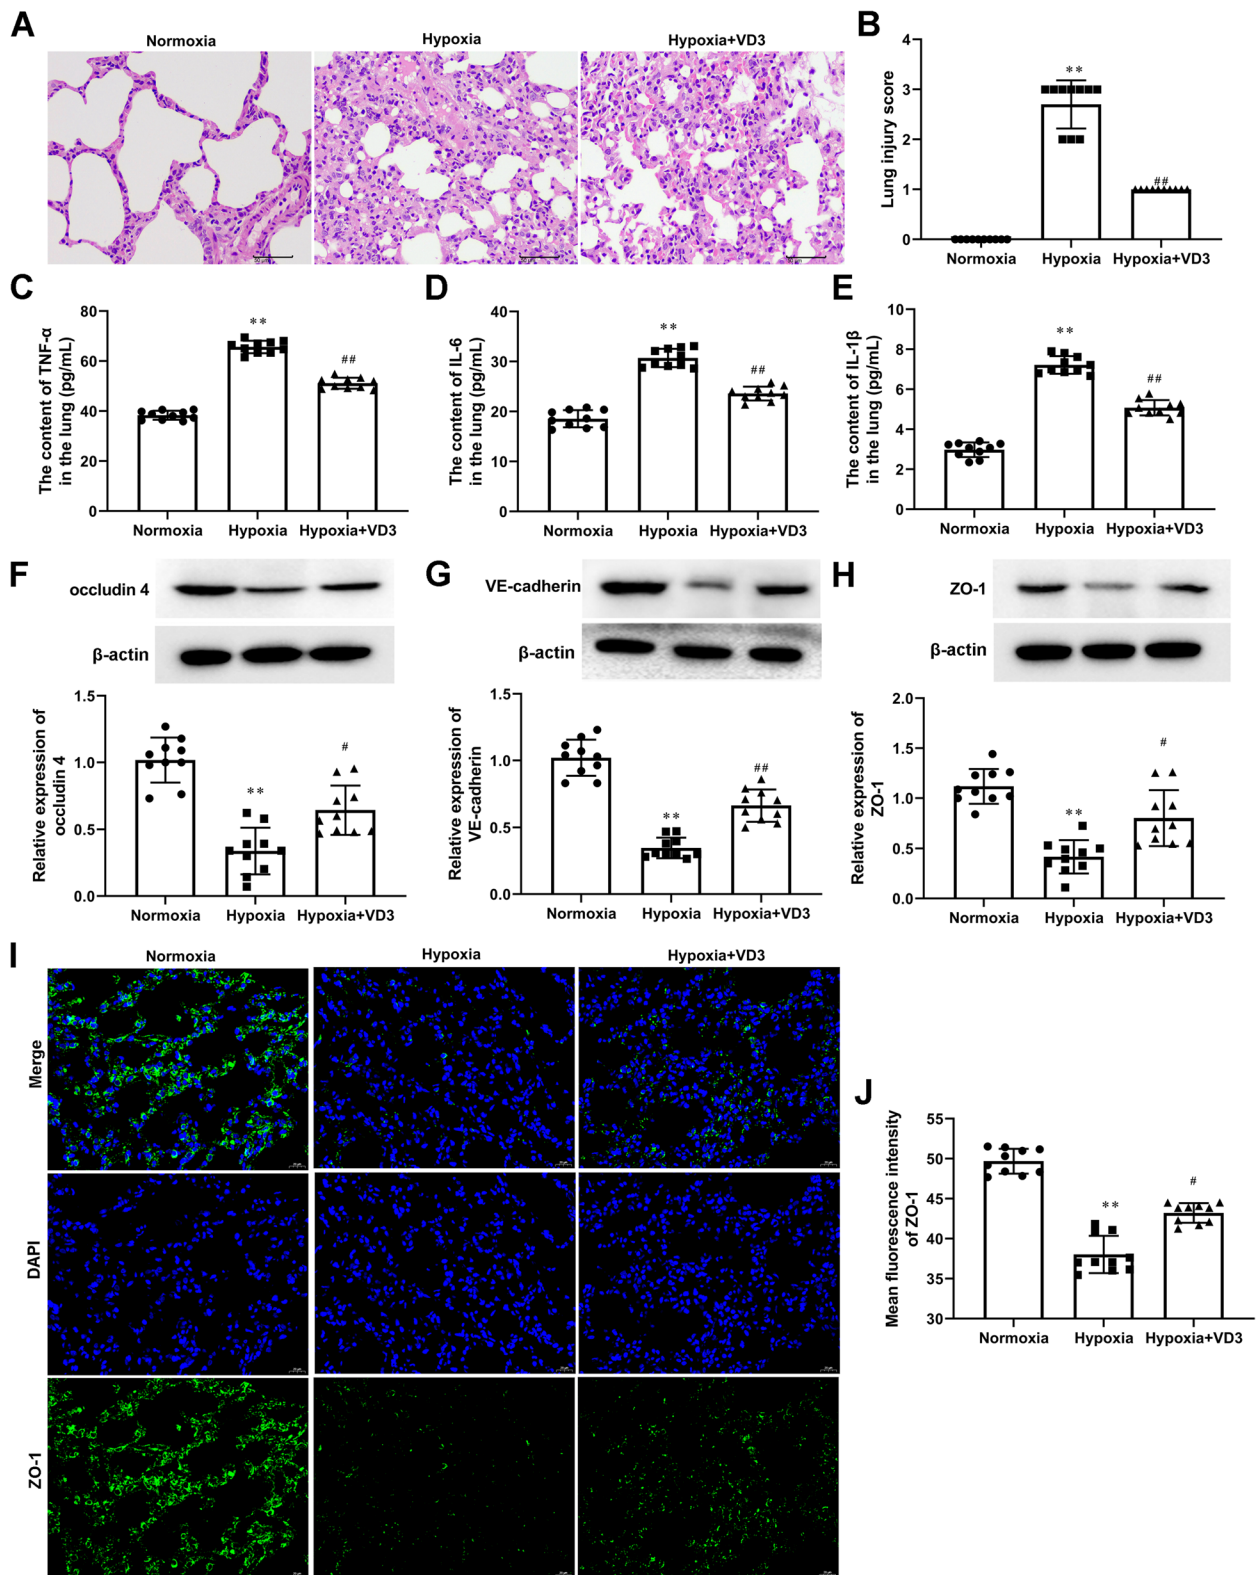 A
Normoxia
Hypoxia
Hypoxia+VD3
B
Lung injury score
4
3
2
1
0
**
##
Normoxia
Hypoxia
Hypoxia+VD3
C
The content of TNF-α
in the lung (pg/mL)
80
60
40
20
0
**
##
Normoxia
Hypoxia
Hypoxia+VD3
D
The content of IL-6
in the lung (pg/mL)
40
30
20
10
0
**
##
Normoxia
Hypoxia
Hypoxia+VD3
E
The content of IL-1β
in the lung (pg/mL)
10
8
6
4
2
0
**
##
Normoxia
Hypoxia
Hypoxia+VD3
F
occludin 4
β-actin
Relative expression of
occludin 4
1.5
1.0
0.5
0.0
**
#
Normoxia
Hypoxia
Hypoxia+VD3
G
VE-cadherin
β-actin
Relative expression of
VE-cadherin
1.5
1.0
0.5
0.0
**
##
Normoxia
Hypoxia
Hypoxia+VD3
H
ZO-1
β-actin
Relative expression of
ZO-1
2.0
1.5
1.0
0.5
0.0
**
#
Normoxia
Hypoxia
Hypoxia+VD3
I
Normoxia
Hypoxia
Hypoxia+VD3
Merge
DAPI
ZO-1
J
Mean fluorescence intensity
of ZO-1
55
50
45
40
35
30
**
#
Normoxia
Hypoxia
Hypoxia+VD3